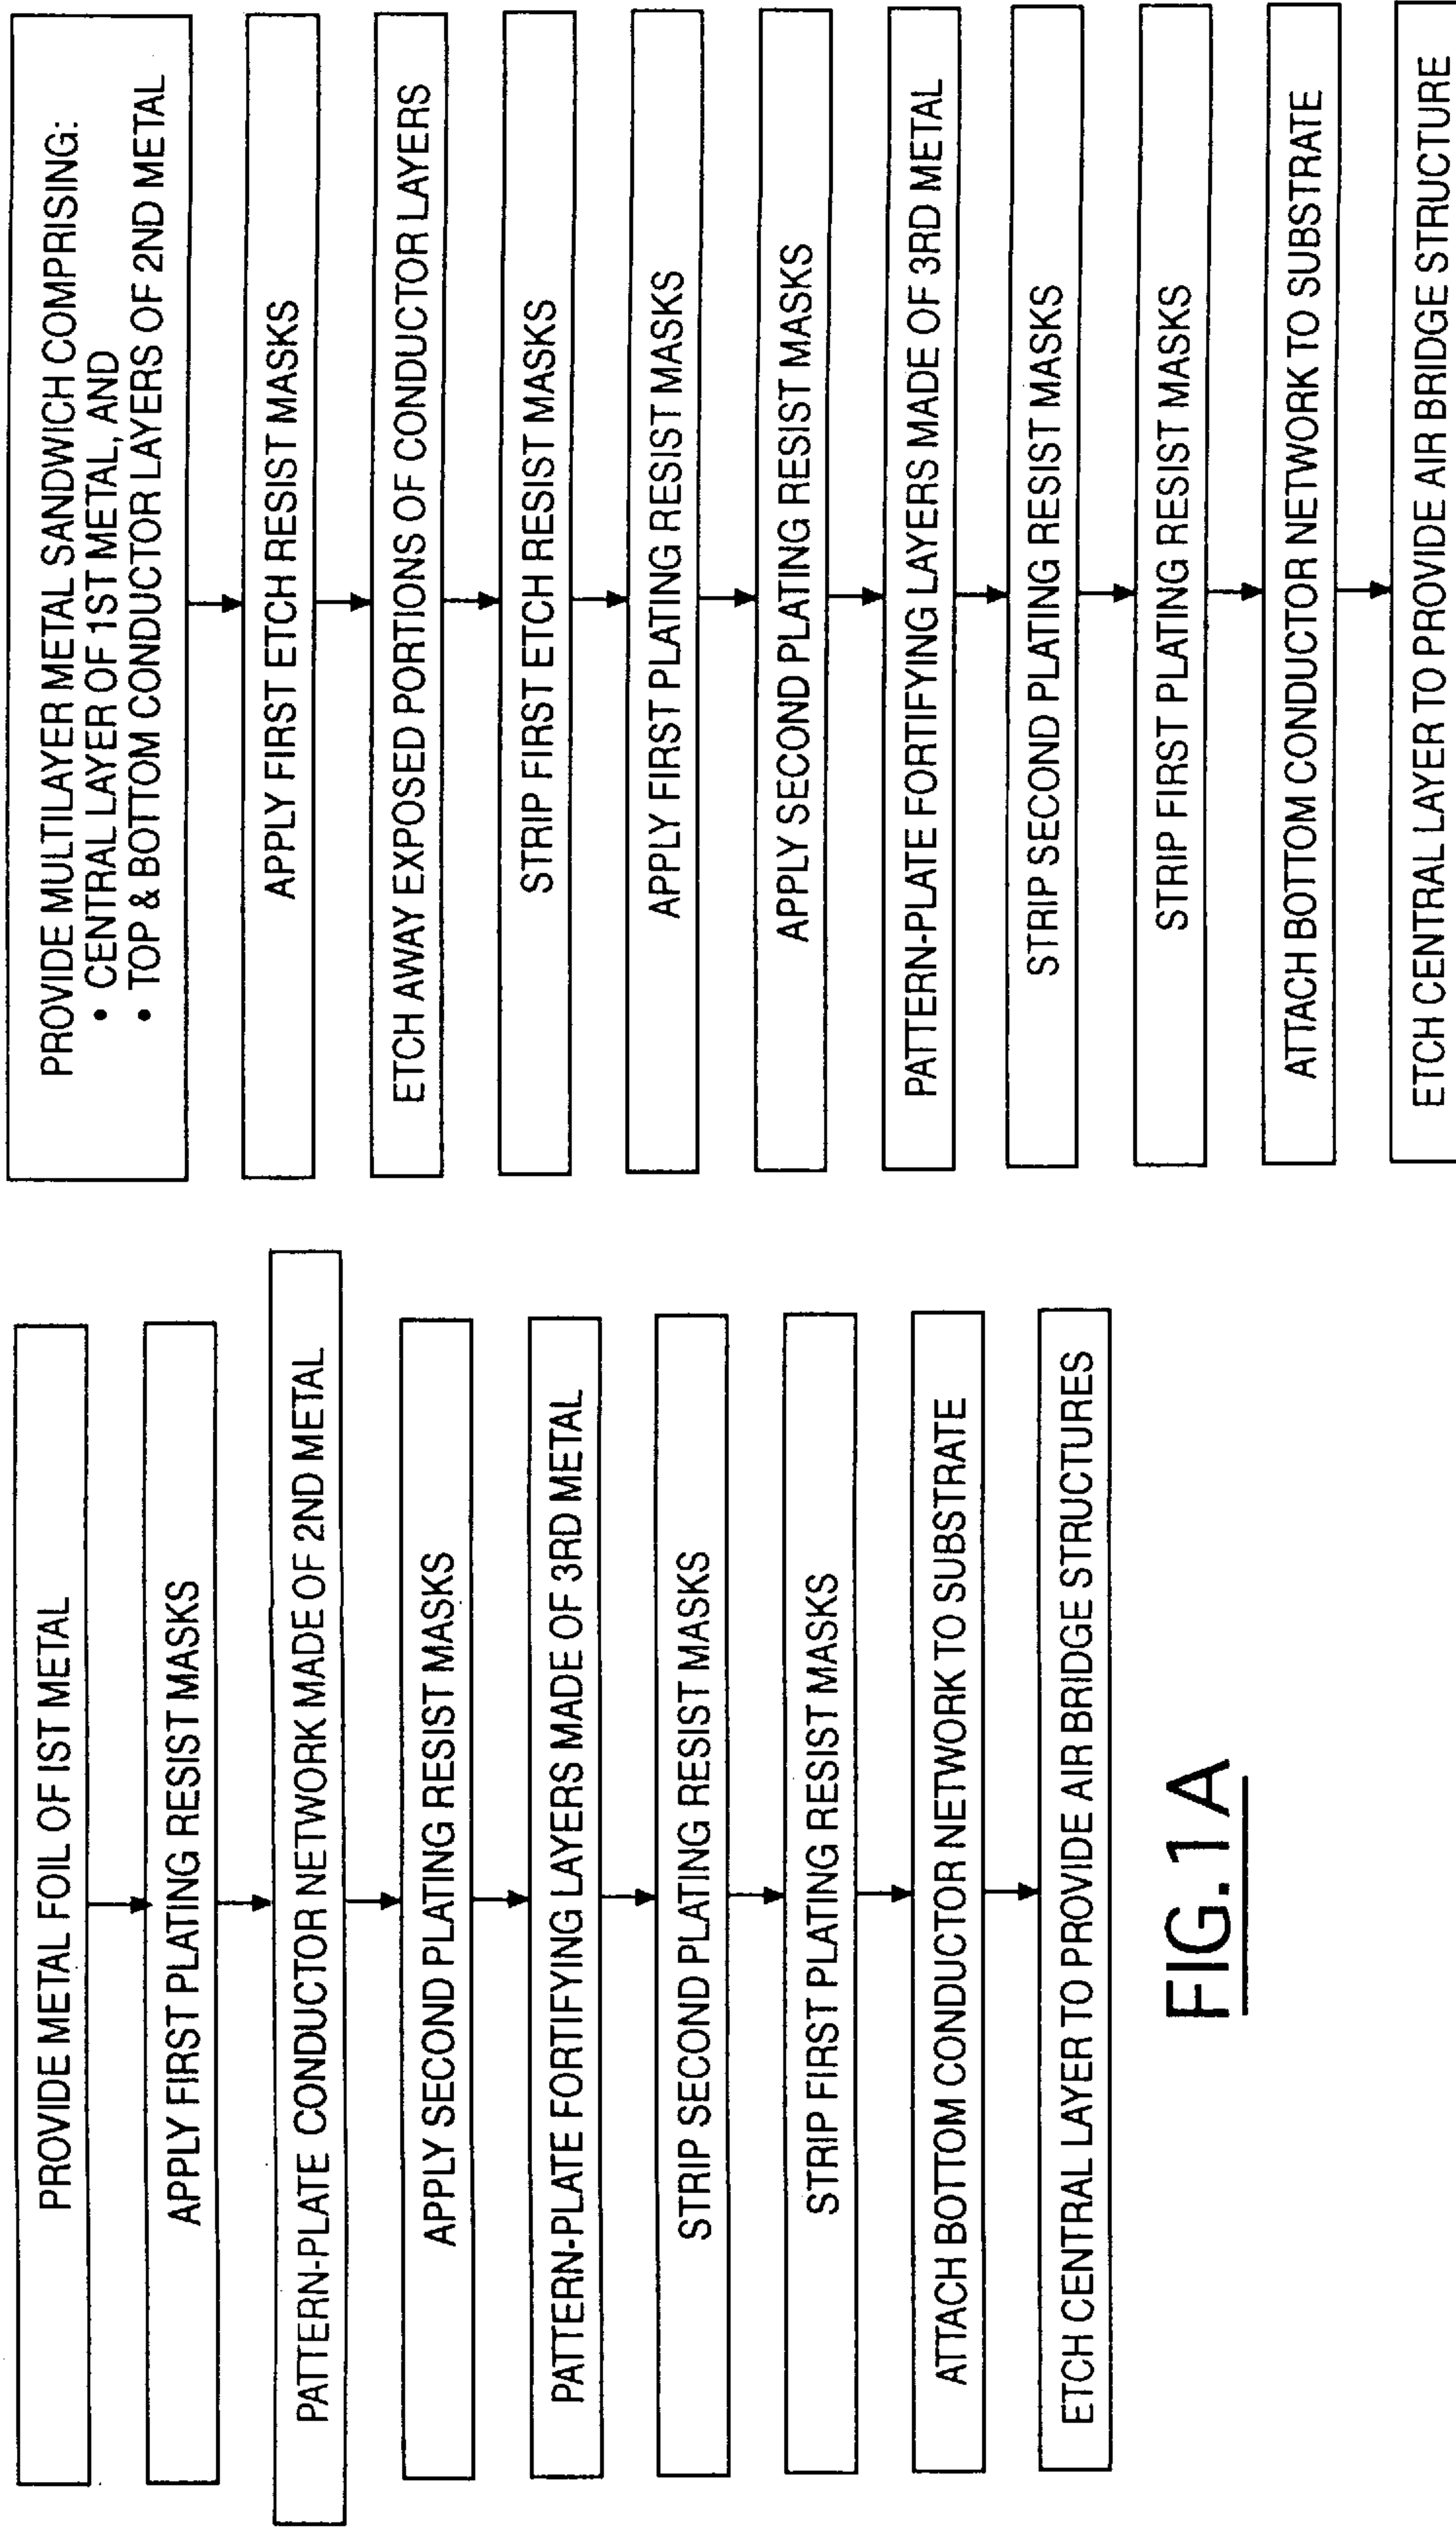 PROVIDE METAL FOIL OF IST METAL
APPLY FIRST PLATING RESIST MASKS
PATTERN-PLATE CONDUCTOR NETWORK MADE OF 2ND METAL
APPLY SECOND PLATING RESIST MASKS
PATTERN-PLATE FORTIFYING LAYERS MADE OF 3RD METAL
STRIP SECOND PLATING RESIST MASKS
STRIP FIRST PLATING RESIST MASKS
ATTACH BOTTOM CONDUCTOR NETWORK TO SUBSTRATE
ETCH CENTRAL LAYER TO PROVIDE AIR BRIDGE STRUCTURES
FIG.1A
PROVIDE MULTILAYER METAL SANDWICH COMPRISING:
• CENTRAL LAYER OF 1ST METAL, AND
• TOP & BOTTOM CONDUCTOR LAYERS OF 2ND METAL
APPLY FIRST ETCH RESIST MASKS
ETCH AWAY EXPOSED PORTIONS OF CONDUCTOR LAYERS
STRIP FIRST ETCH RESIST MASKS
APPLY FIRST PLATING RESIST MASKS
APPLY SECOND PLATING RESIST MASKS
PATTERN-PLATE FORTIFYING LAYERS MADE OF 3RD METAL
STRIP SECOND PLATING RESIST MASKS
STRIP FIRST PLATING RESIST MASKS
ATTACH BOTTOM CONDUCTOR NETWORK TO SUBSTRATE
ETCH CENTRAL LAYER TO PROVIDE AIR BRIDGE STRUCTURE